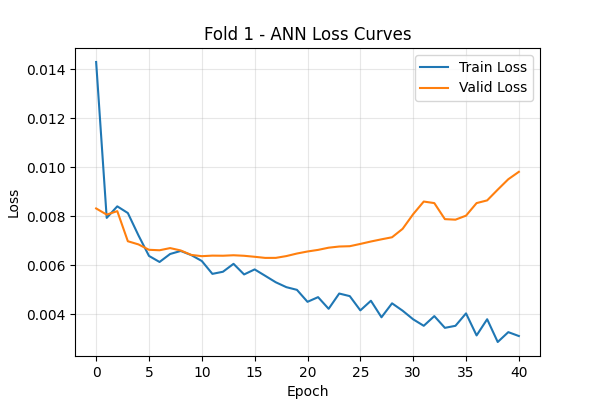 Fold 1 - ANN Loss Curves
Train Loss
Valid Loss
0.014
0.012
0.010
0.008
0.006
0.004
Loss
0 5 10 15 20 25 30 35 40
Epoch